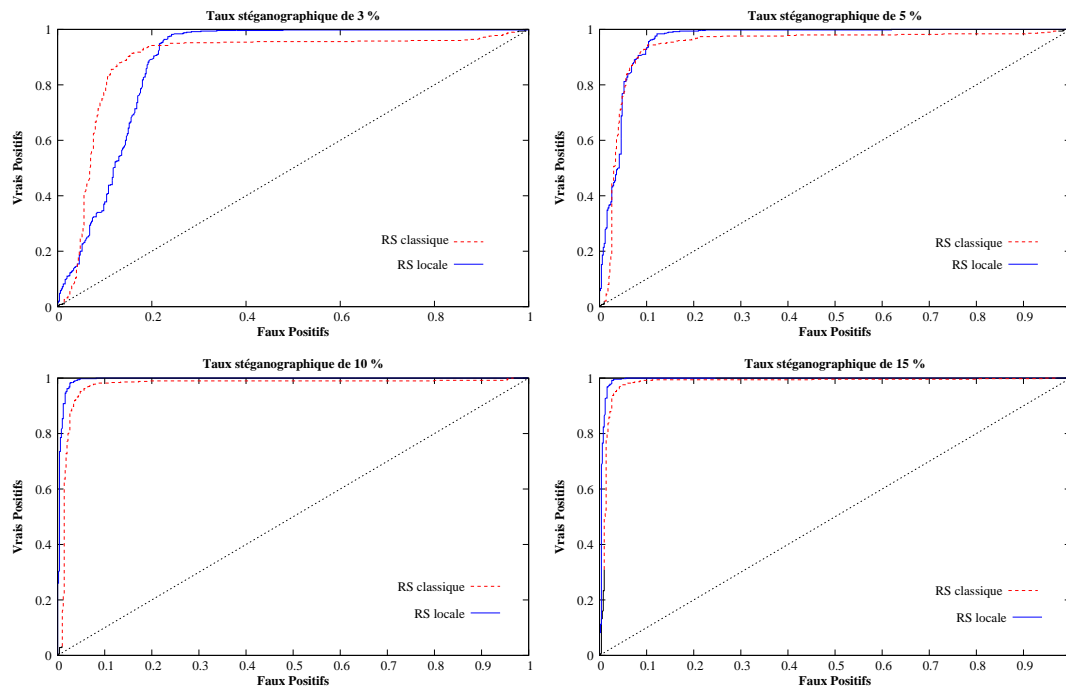 Taux stéganographique de 3 %
1
0.8
0.6
0.4
0.2
0
Vrais Positifs
RS classique
RS locale
0 0.2 0.4 0.6 0.8 1
Faux Positifs
Taux stéganographique de 5 %
1
0.8
0.6
0.4
0.2
0
Vrais Positifs
RS classique
RS locale
0 0.1 0.2 0.3 0.4 0.5 0.6 0.7 0.8 0.9
Faux Positifs
Taux stéganographique de 10 %
1
0.8
0.6
0.4
0.2
0
Vrais Positifs
RS classique
RS locale
0 0.1 0.2 0.3 0.4 0.5 0.6 0.7 0.8 0.9 1
Faux Positifs
Taux stéganographique de 15 %
1
0.8
0.6
0.4
0.2
0
Vrais Positifs
RS classique
RS locale
0 0.1 0.2 0.3 0.4 0.5 0.6 0.7 0.8 0.9
Faux Positifs